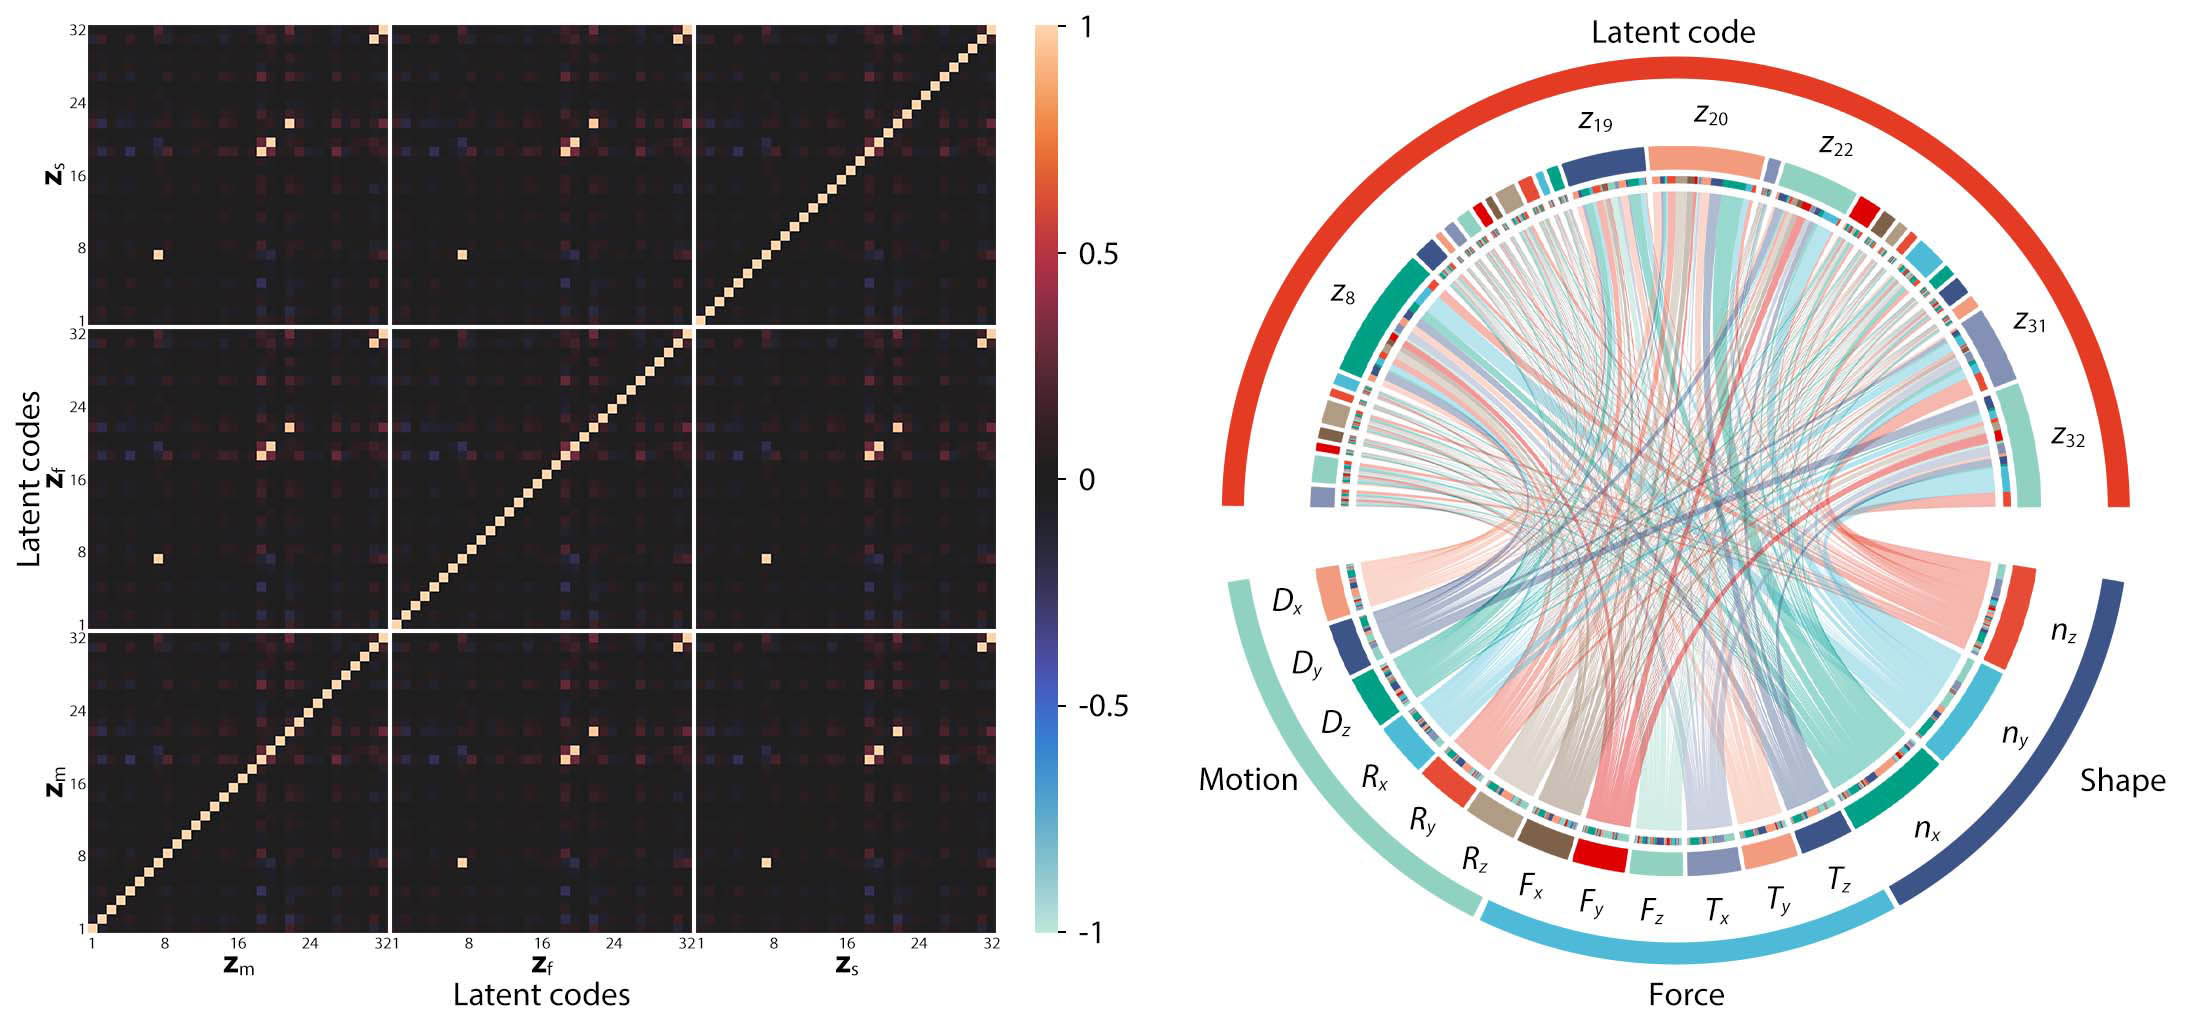 32
24
16
8
1
z_s
32
24
16
8
1
z_f
Latent codes
32
24
16
8
1
z_m
1 8 16 24 32 1 8 16 24 32 1 8 16 24 32
z_m z_f z_s
Latent codes
1
0.5
0
-0.5
-1
Latent code
z_8
z_19
z_20
z_22
z_31
z_32
D_x
D_y
D_z
R_x
R_y
R_z
F_x
F_y
F_z
T_x
T_y
T_z
n_x
n_y
n_z
Motion
Shape
Force